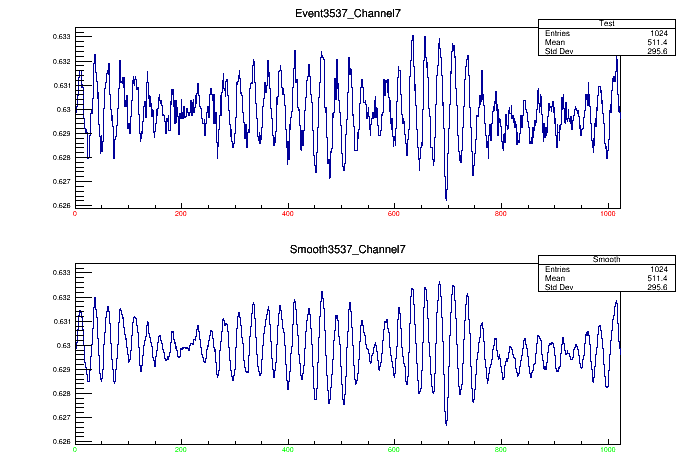 Event3537_Channel7
Test
Entries 1024
Mean 511.4
Std Dev 295.6
0.633
0.632
0.631
0.63
0.629
0.628
0.627
0.626
0 200 400 600 800 1000
Smooth3537_Channel7
Smooth
Entries 1024
Mean 511.4
Std Dev 295.6
0.633
0.632
0.631
0.63
0.629
0.628
0.627
0.626
0 200 400 600 800 1000